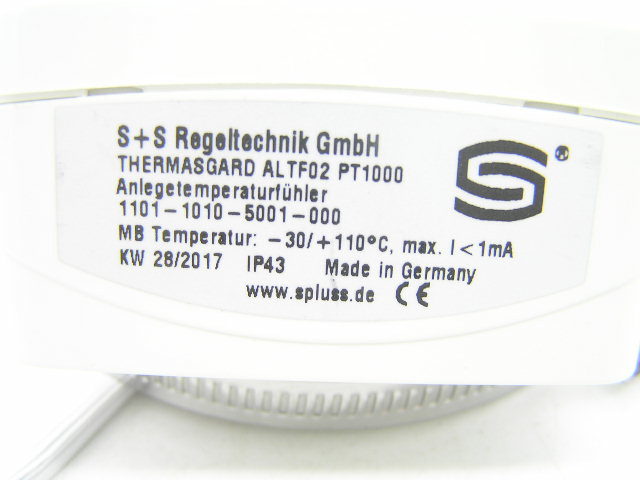 S+S Regeltechnik GmbH
THERMASGARD ALTF02 PT1000
Anlegetemperaturfühler
1101-1010-5001-000
MB Temperatur: -30/+110°C, max. I<1mA
KW 28/2017 IP43 Made in Germany
www.spluss.de CE
S®